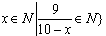 x ∈ N | 9/(10 − x) ∈ N}